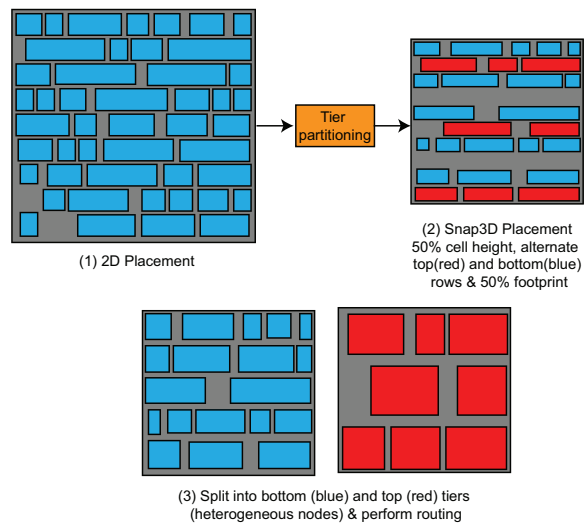 Tier
partitioning
(1) 2D Placement
(2) Snap3D Placement
50% cell height, alternate
top(red) and bottom(blue)
rows & 50% footprint
(3) Split into bottom (blue) and top (red) tiers
(heterogeneous nodes) & perform routing